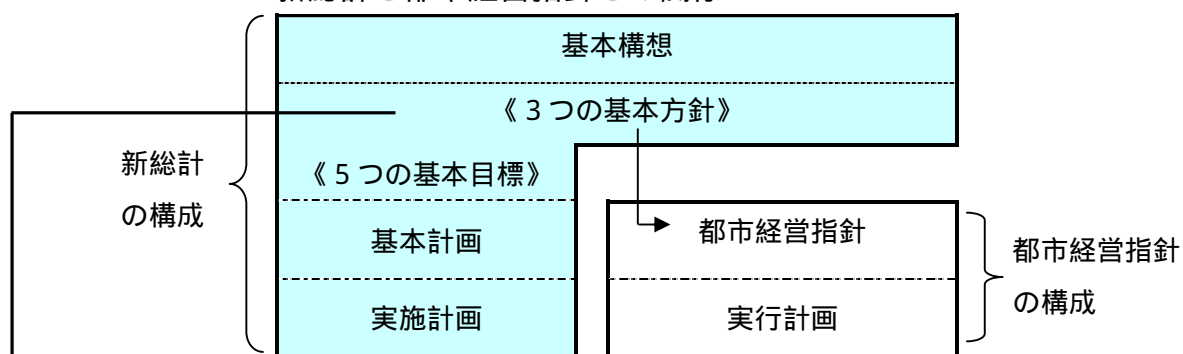 基本構想
《３つの基本方針》
新総計
の構成
《５つの基本目標》
基本計画
都市経営指針
都市経営指針
の構成
実施計画
実行計画